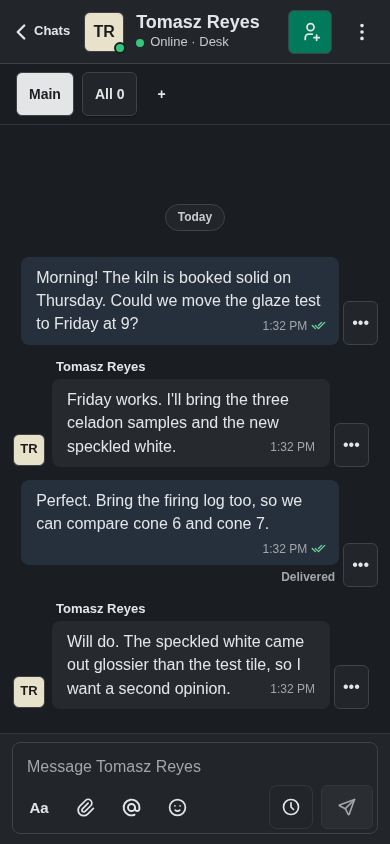 Chats
TR
Tomasz Reyes
Online · Desk
Main
All 0
+
Today
Morning! The kiln is booked solid on
Thursday. Could we move the glaze test
to Friday at 9?
1:32 PM
Tomasz Reyes
Friday works. I'll bring the three
celadon samples and the new
speckled white.
1:32 PM
TR
Perfect. Bring the firing log too, so we
can compare cone 6 and cone 7.
1:32 PM
Delivered
Tomasz Reyes
Will do. The speckled white came
out glossier than the test tile, so I
want a second opinion.
1:32 PM
TR
Message Tomasz Reyes
Aa